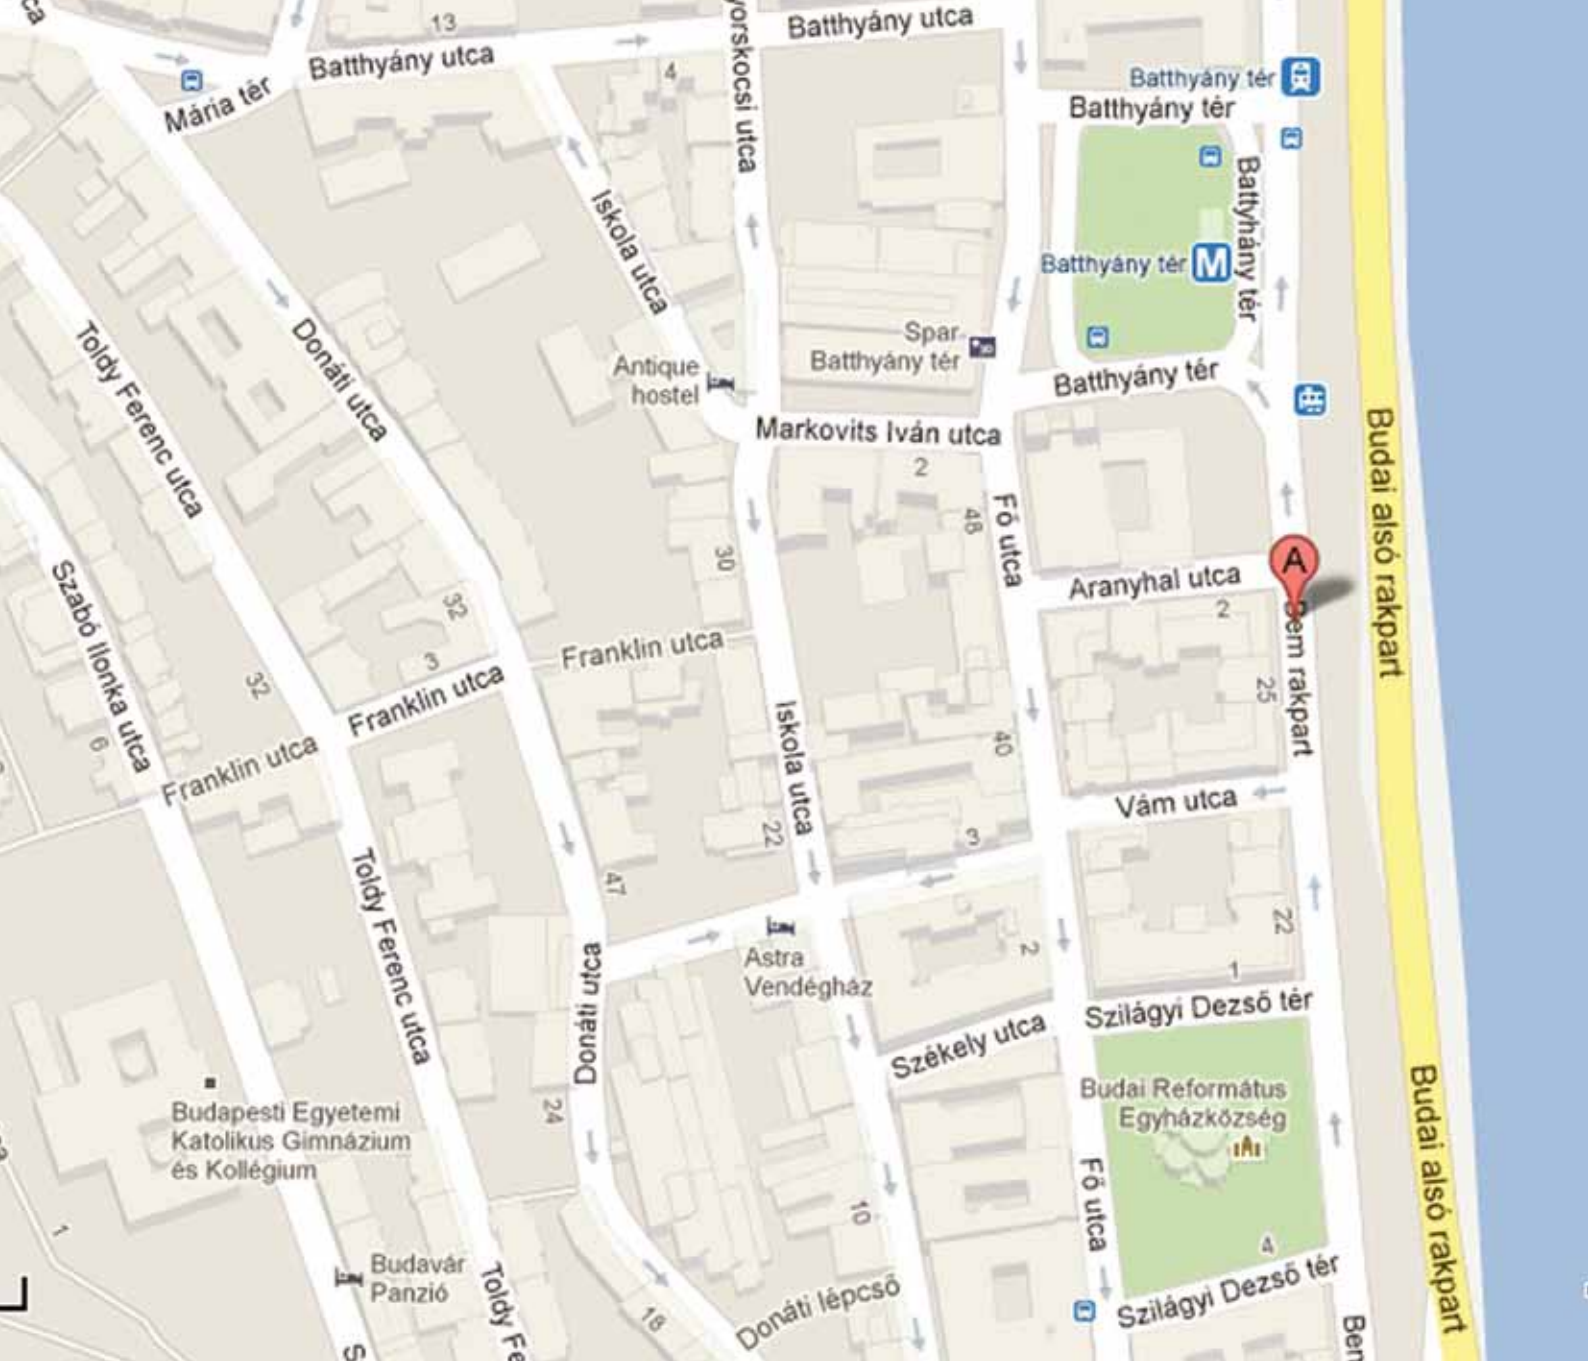 13
Batthyány utca
Batthyány utca
4
Mária tér
Batthyány tér
Batthyány tér
Battyhány tér
Batthyány tér
M
Iskola utca
Spar
Batthyány tér
Antique
hostel
Batthyány tér
Toldy Ferenc utca
Donáti utca
Markovits Iván utca
2
48
Fő utca
Budai alsó rakpart
30
A
Aranyhal utca
2
Bem rakpart
25
Szabó Ilonka utca
32
3
Franklin utca
Franklin utca
32
Franklin utca
6
Iskola utca
40
Vám utca
22
3
47
Toldy Ferenc utca
Donáti utca
Astra
Vendégház
2
22
1
Szilágyi Dezső tér
Székely utca
Budai Református
Egyházközség
Budapesti Egyetemi
Katolikus Gimnázium
és Kollégium
24
Budai alsó rakpart
Fő utca
10
1
4
Budavár
Panzió
Szilágyi Dezső tér
Donáti lépcső
18